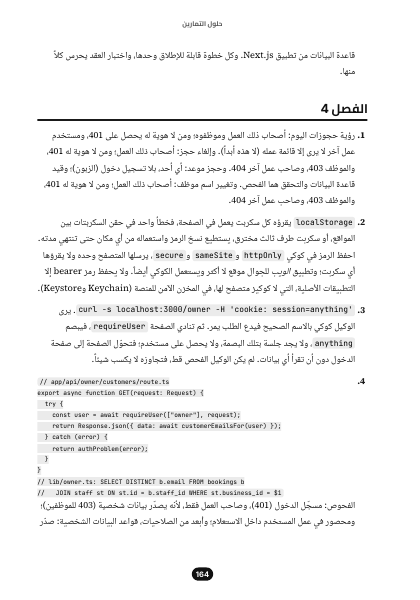 حلول التمارين
قاعدة البيانات من تطبيق Next.js. وكل خطوة قابلة للإطلاق وحدها، واختبار العقد يحرس كلاً
منها.
الفصل 4
1. رؤية حجوزات اليوم: أصحاب ذلك العمل وموظفوه؛ ومن لا هوية له يحصل على 401، ومستخدم
عمل آخر لا يرى إلا قائمة عمله (لا هذه أبداً). وإلغاء حجز: أصحاب ذلك العمل؛ ومن لا هوية له 401،
والموظف 403، وصاحب عمل آخر 404. وحجز موعد: أي أحد، بلا تسجيل دخول (الزبون)؛ وقيد
قاعدة البيانات والتحقق هما الفحص. وتغيير اسم موظف: أصحاب ذلك العمل؛ ومن لا هوية له 401،
والموظف 403، وصاحب عمل آخر 404.
2. localStorage يقرؤه كل سكربت يعمل في الصفحة، فخطأ واحد في حقن السكربتات بين
المواقع، أو سكربت طرف ثالث مخترق، يستطيع نسخ الرمز واستعماله من أي مكان حتى تنتهي مدته.
احفظ الرمز في كوكي httpOnly و sameSite و secure ، يرسلها المتصفح وحده ولا يقرؤها
أي سكربت؛ وتطبيق الويب للجوال موقع لا أكثر ويستعمل الكوكي أيضاً. ولا يحفظ رمز bearer إلا
التطبيقات الأصلية، التي لا كوكيز متصفح لها، في المخزن الآمن للمنصة (Keychain وKeystore).
3. curl -s localhost:3000/owner -H 'cookie: session=anything' . يرى
الوكيل كوكي بالاسم الصحيح فيدع الطلب يمر. ثم تنادي الصفحة requireUser ، فيبصم
anything ، ولا يجد جلسة بتلك البصمة، ولا يحصل على مستخدم؛ فتحوّل الصفحة إلى صفحة
الدخول دون أن تقرأ أي بيانات. لم يكن الوكيل الفحص قط، فتجاوزه لا يكسب شيئاً.
4.
// app/api/owner/customers/route.ts
export async function GET(request: Request) {
try {
const user = await requireUser(["owner"], request);
return Response.json({ data: await customerEmailsFor(user) });
} catch (error) {
return authProblem(error);
}
}
// lib/owner.ts: SELECT DISTINCT b.email FROM bookings b
// JOIN staff st ON st.id = b.staff_id WHERE st.business_id = $1
الفحوص: مسجّل الدخول (401)، وصاحب العمل فقط، لأنه يصدّر بيانات شخصية (403 للموظفين)؛
ومحصور في عمل المستخدم داخل الاستعلام؛ وأبعد من الصلاحيات، قواعد البيانات الشخصية: صدّر
164